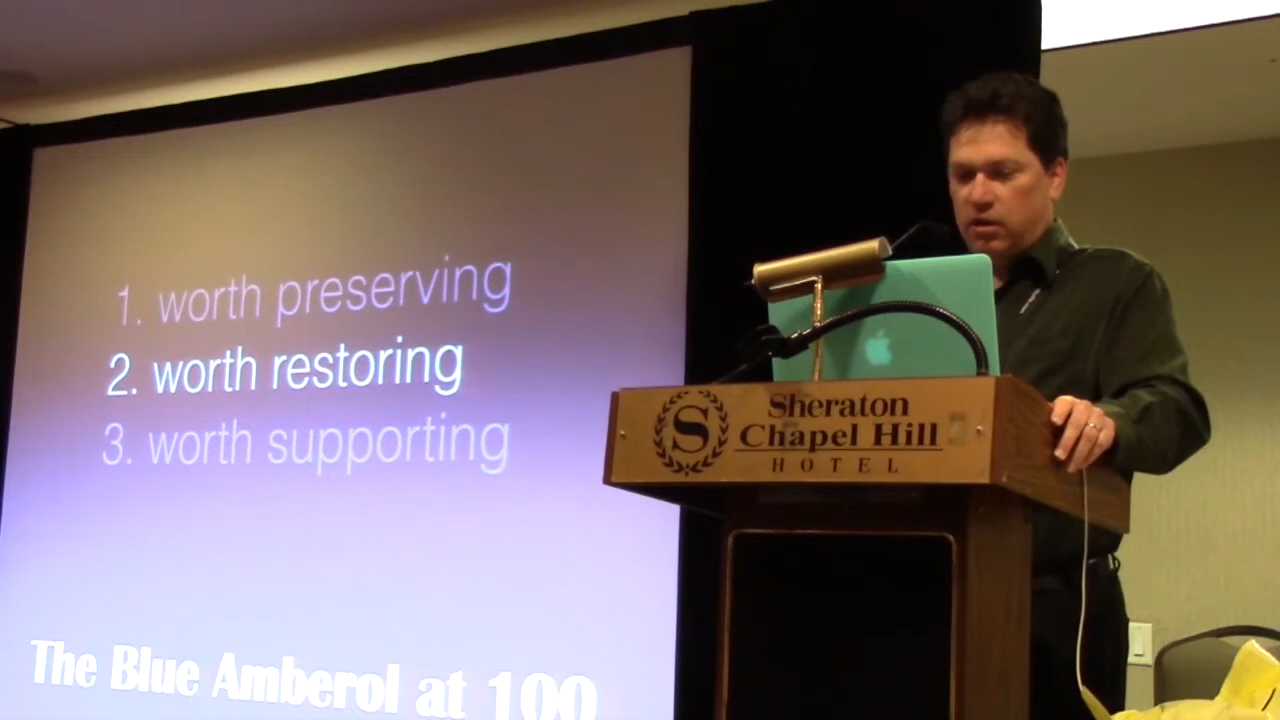 1. worth preserving
2. worth restoring
3. worth supporting
The Blue Amberol at 100
S
Sheraton
Chapel Hill
HOTEL